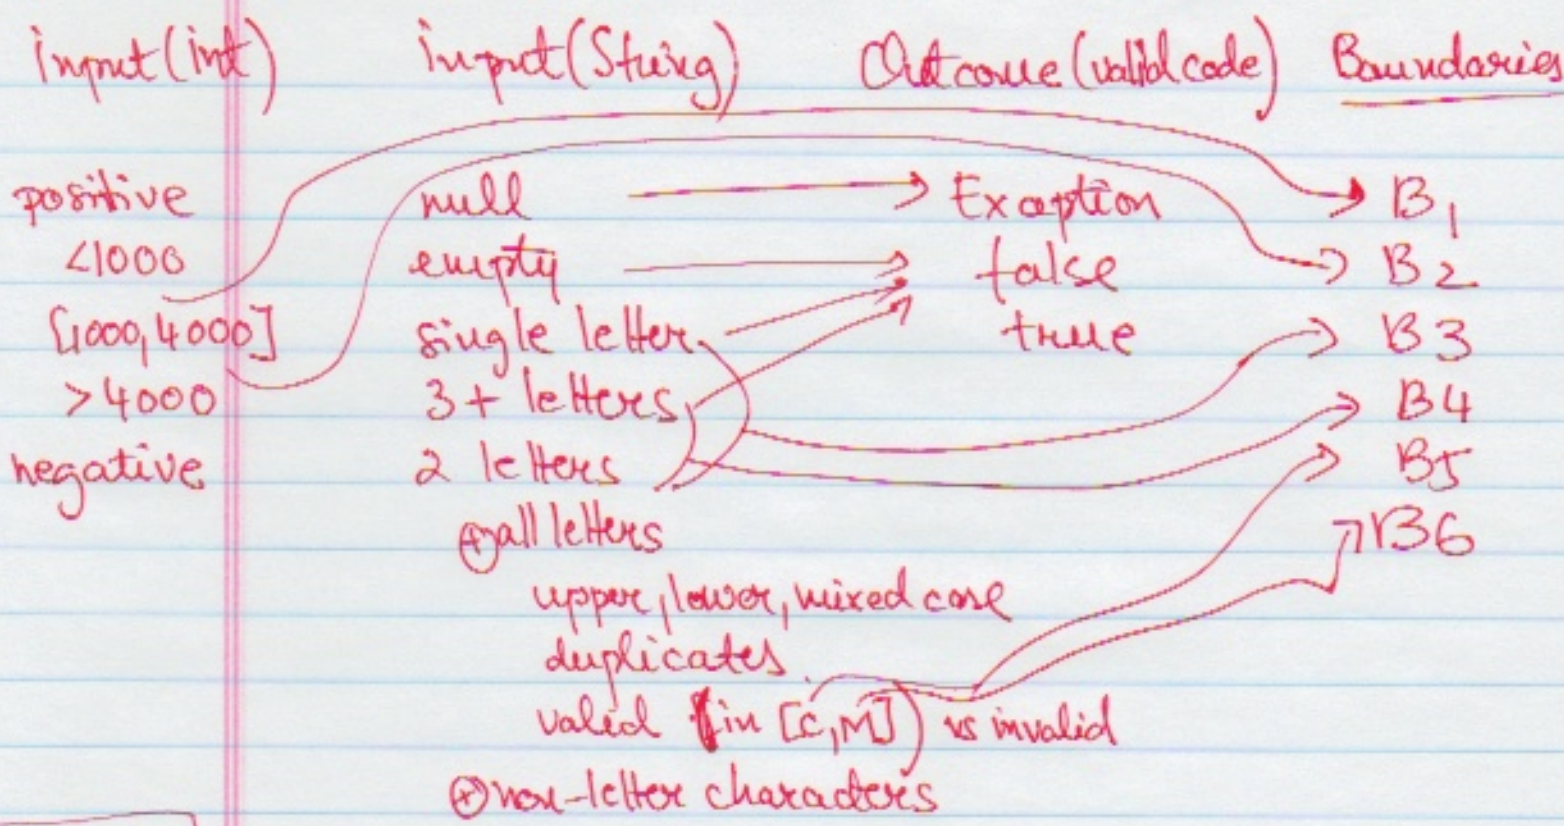 input (int) input (String) Outcome (valid code) Boundaries
positive null Exception B1
<1000 empty false B2
[1000,4000] single letter true B3
>4000 3+ letters B4
negative 2 letters B5
+ all letters B6
upper, lower, mixed case
duplicates
valid (in [C,M]) vs invalid
+ non-letter characters